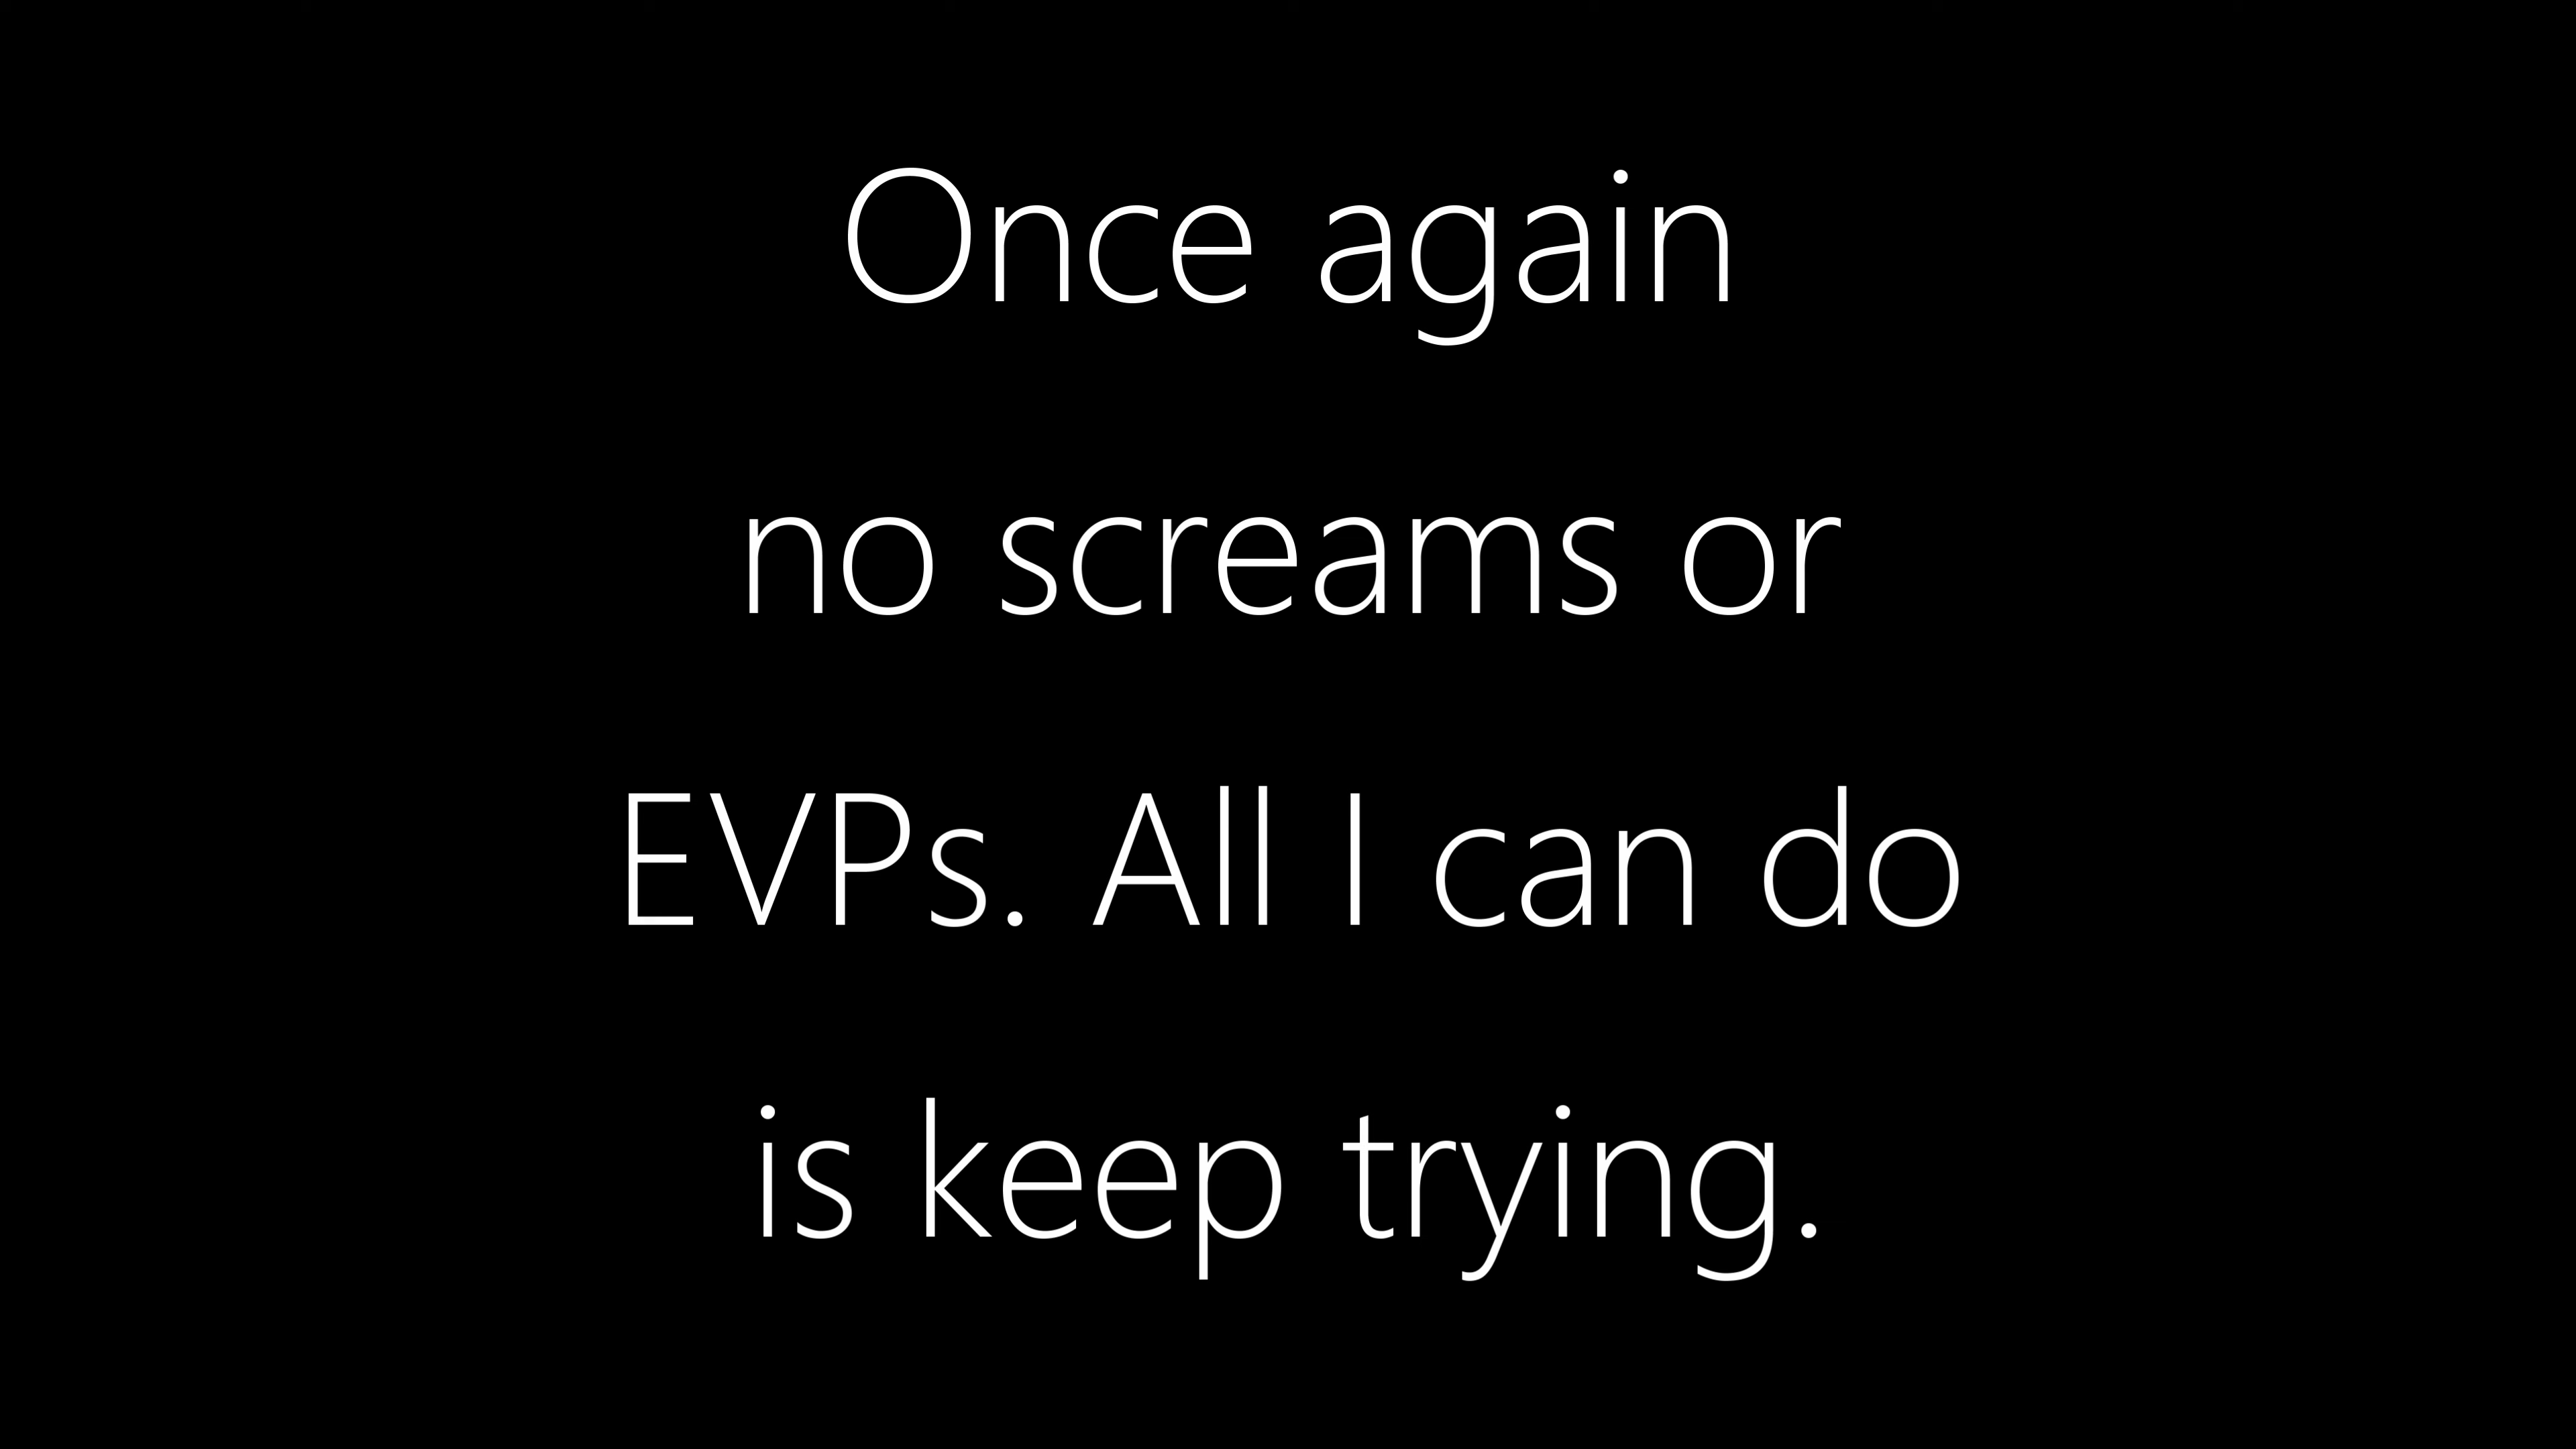 Once again
no screams or
EVPs. All I can do
is keep trying.